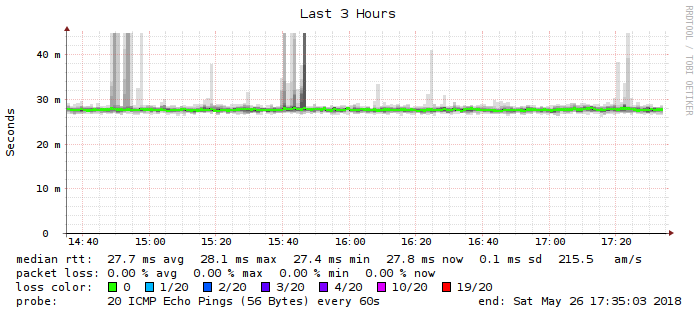 Last 3 Hours
RRDTOOL / TOBI OETIKER
Seconds
40 m
30 m
20 m
10 m
0
14:40 15:00 15:20 15:40 16:00 16:20 16:40 17:00 17:20
median rtt: 27.7 ms avg 28.1 ms max 27.4 ms min 27.8 ms now 0.1 ms sd 215.5 am/s
packet loss: 0.00 % avg 0.00 % max 0.00 % min 0.00 % now
loss color: 0 1/20 2/20 3/20 4/20 10/20 19/20
probe: 20 ICMP Echo Pings (56 Bytes) every 60s end: Sat May 26 17:35:03 2018